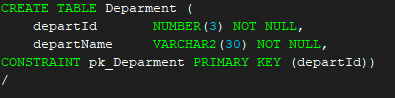 CREATE TABLE Deparment (
    departId       NUMBER(3) NOT NULL,
    departName     VARCHAR2(30) NOT NULL,
CONSTRAINT pk_Deparment PRIMARY KEY (departId))
/